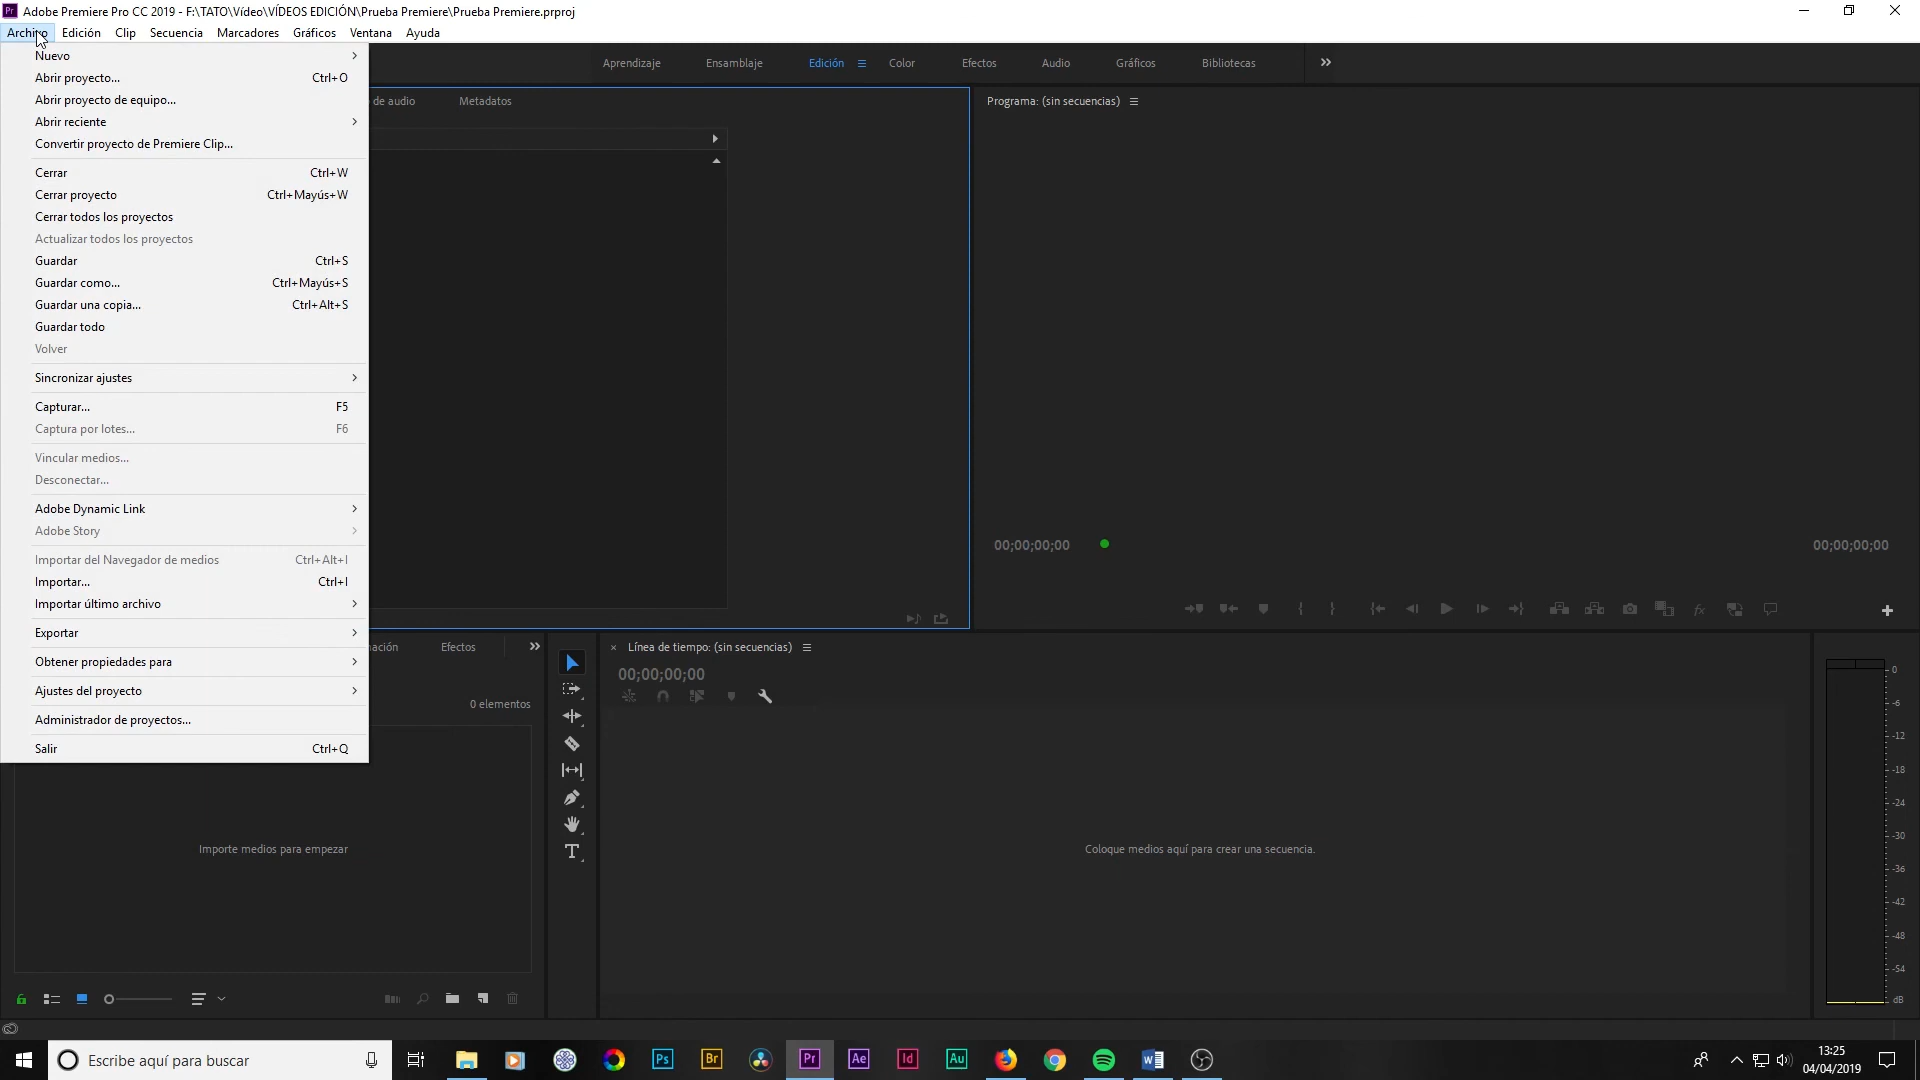 Pr Adobe Premiere Pro CC 2019 - F:\TATO\Vídeo\VÍDEOS EDICIÓN\Prueba Premiere\Prueba Premiere.prproj
Archivo Edición Clip Secuencia Marcadores Gráficos Ventana Ayuda
Nuevo
Abrir proyecto... Ctrl+O
Abrir proyecto de equipo...
Abrir reciente
Convertir proyecto de Premiere Clip...
Cerrar Ctrl+W
Cerrar proyecto Ctrl+Mayús+W
Cerrar todos los proyectos
Actualizar todos los proyectos
Guardar Ctrl+S
Guardar como... Ctrl+Mayús+S
Guardar una copia... Ctrl+Alt+S
Guardar todo
Volver
Sincronizar ajustes
Capturar... F5
Captura por lotes... F6
Vincular medios...
Desconectar...
Adobe Dynamic Link
Adobe Story
Importar del Navegador de medios Ctrl+Alt+I
Importar... Ctrl+I
Importar último archivo
Exportar
Obtener propiedades para
Ajustes del proyecto
Administrador de proyectos...
Salir Ctrl+Q
Aprendizaje Ensamblaje Edición Color Efectos Audio Gráficos Bibliotecas
de audio Metadatos
Programa: (sin secuencias)
00;00;00;00 00;00;00;00
Efectos
0 elementos
Importe medios para empezar
Línea de tiempo: (sin secuencias)
00;00;00;00
Coloque medios aquí para crear una secuencia.
0
-6
-12
-18
-24
-30
-36
-42
-48
-54
dB
Escribe aquí para buscar
Ps Br Pr Ae Id Au
13:25
04/04/2019